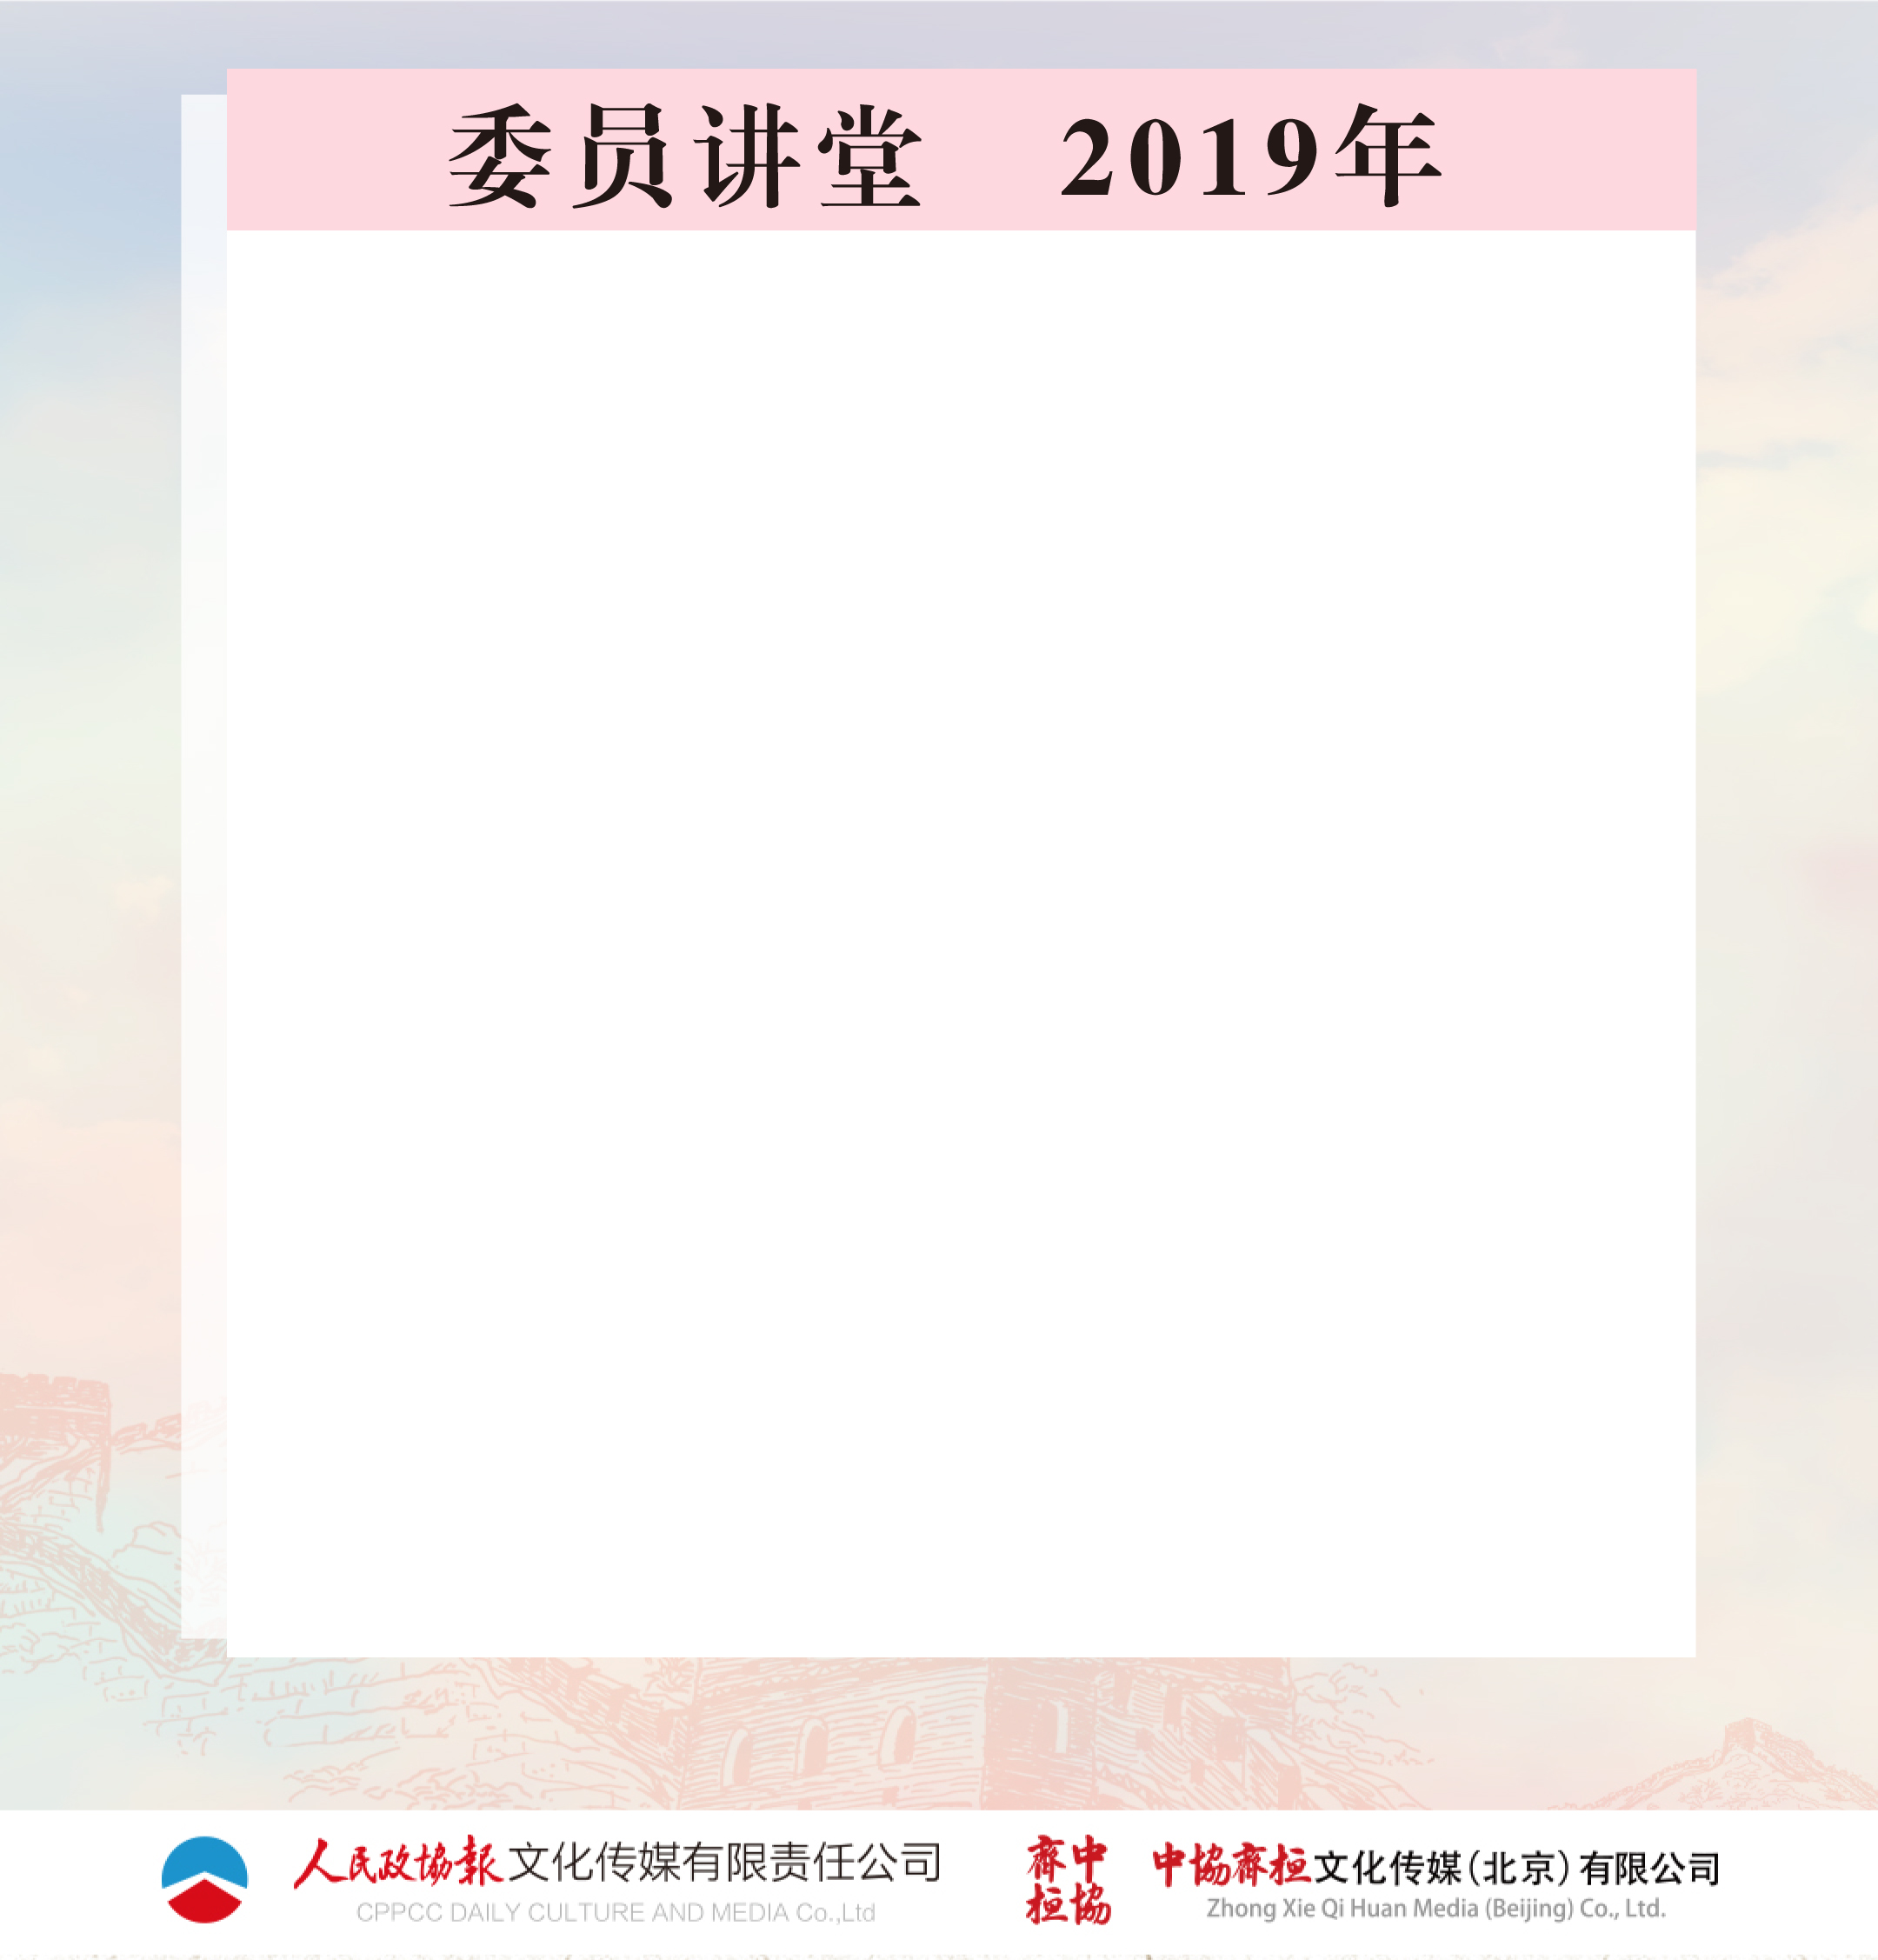 委员讲堂 2019年
人民政协報文化传媒有限责任公司
CPPCC DAILY CULTURE AND MEDIA Co.,Ltd
齊中
桓協
中協齊桓文化传媒(北京)有限公司
Zhong Xie Qi Huan Media (Beijing) Co., Ltd.